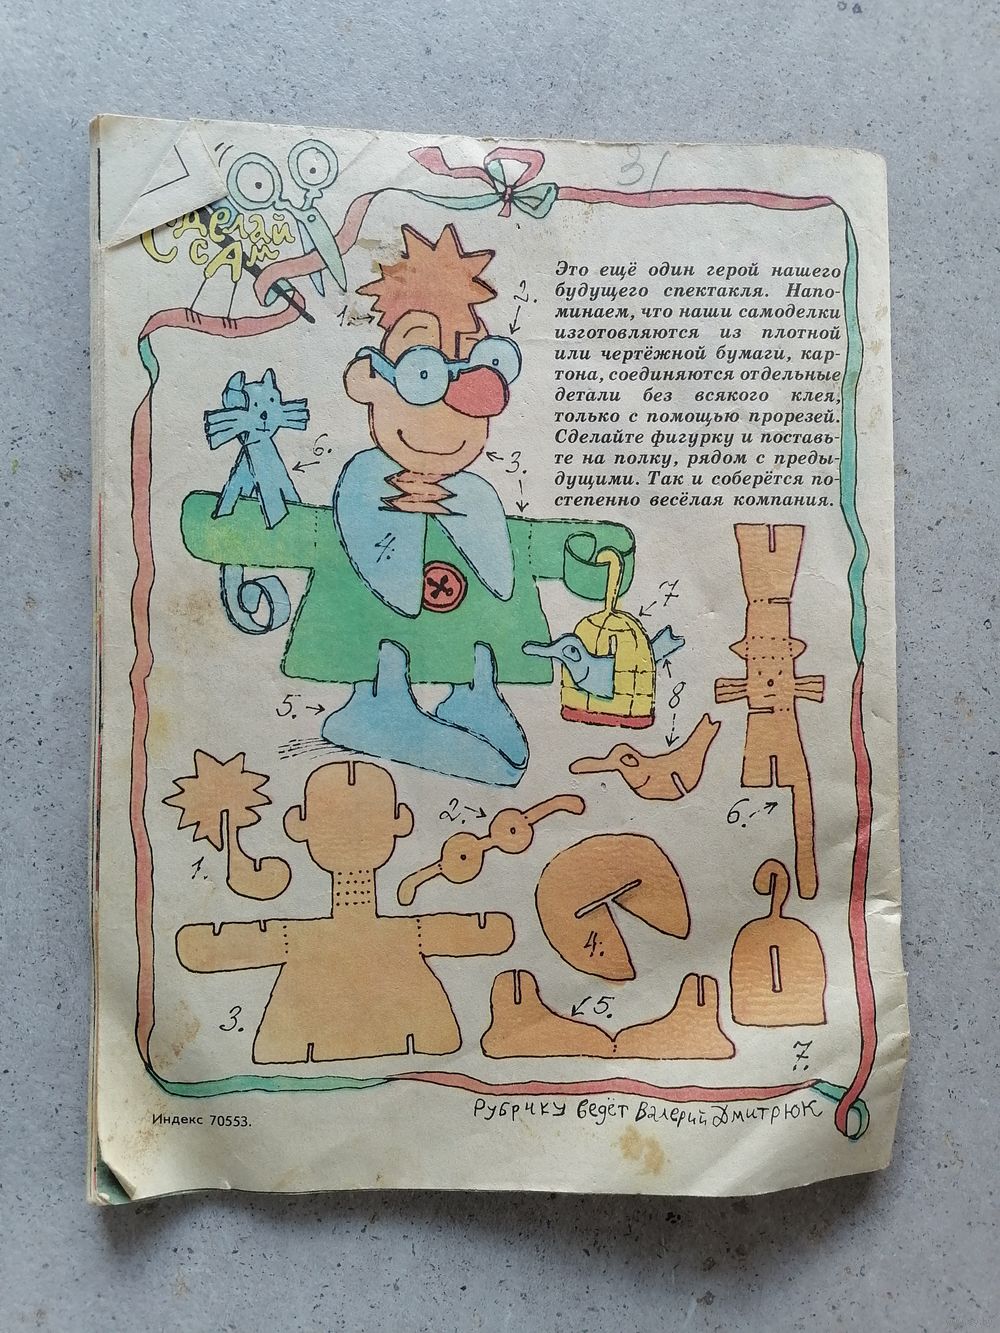 Сделай
сам
31
Это ещё один герой нашего
будущего спектакля. Напо-
минаем, что наши самоделки
изготовляются из плотной
или чертёжной бумаги, кар-
тона, соединяются отдельные
детали без всякого клея,
только с помощью прорезей.
Сделайте фигурку и поставь-
те на полку, рядом с преды-
дущими. Так и соберётся по-
степенно весёлая компания.
1.
2.
6.
3.
4.
7
5.
8
2.
6.
1.
4.
5.
3.
7.
Рубрику ведёт Валерий Дмитрюк
Индекс 70553.